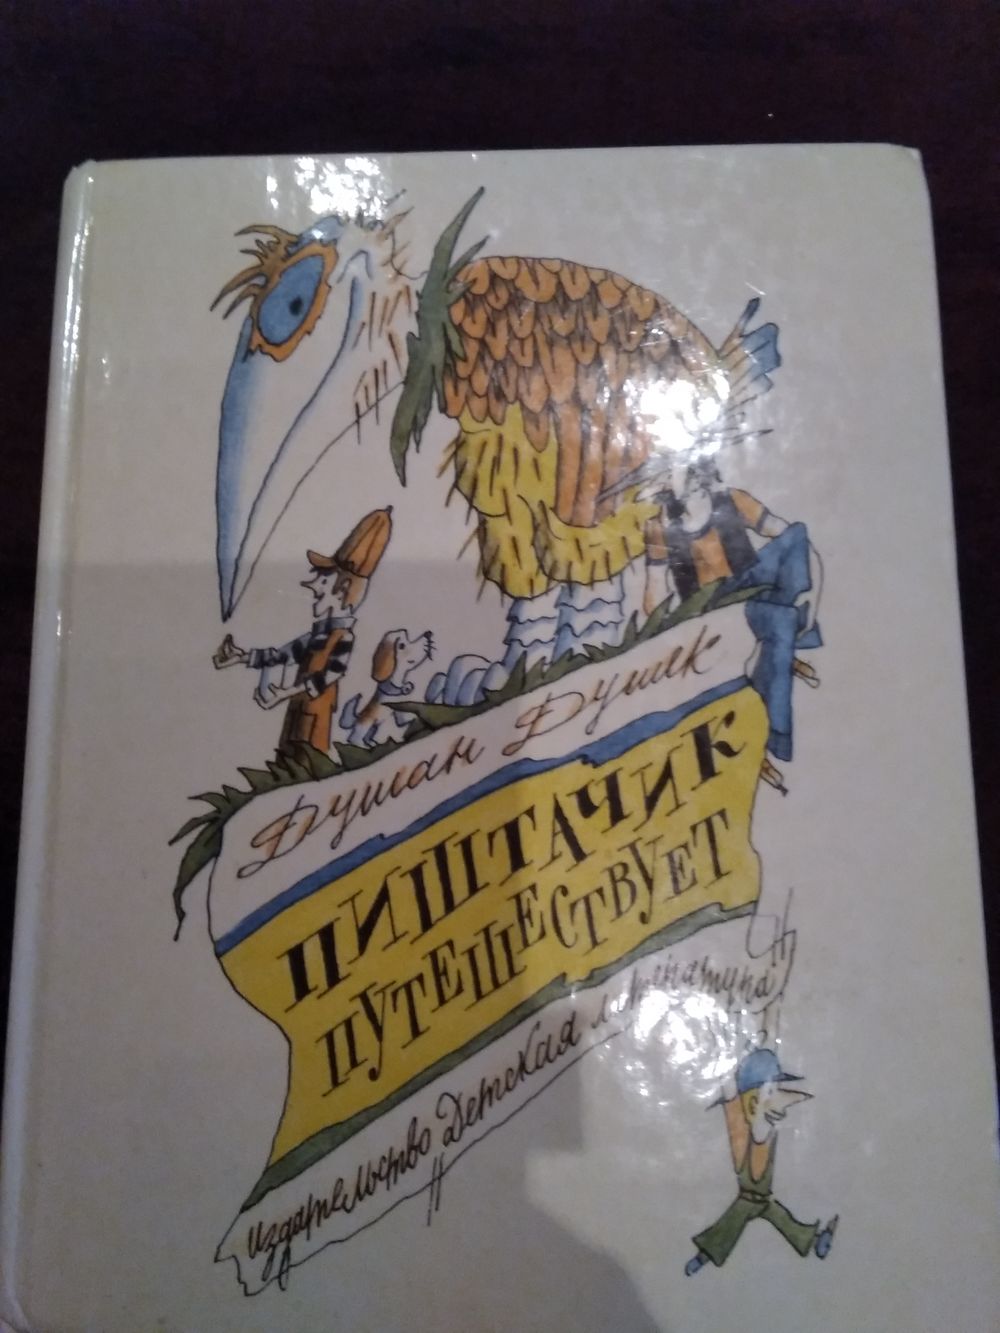 Душан Душек
ПИШТАЧИК
ПУТЕШЕСТВУЕТ
издательство Детская литература